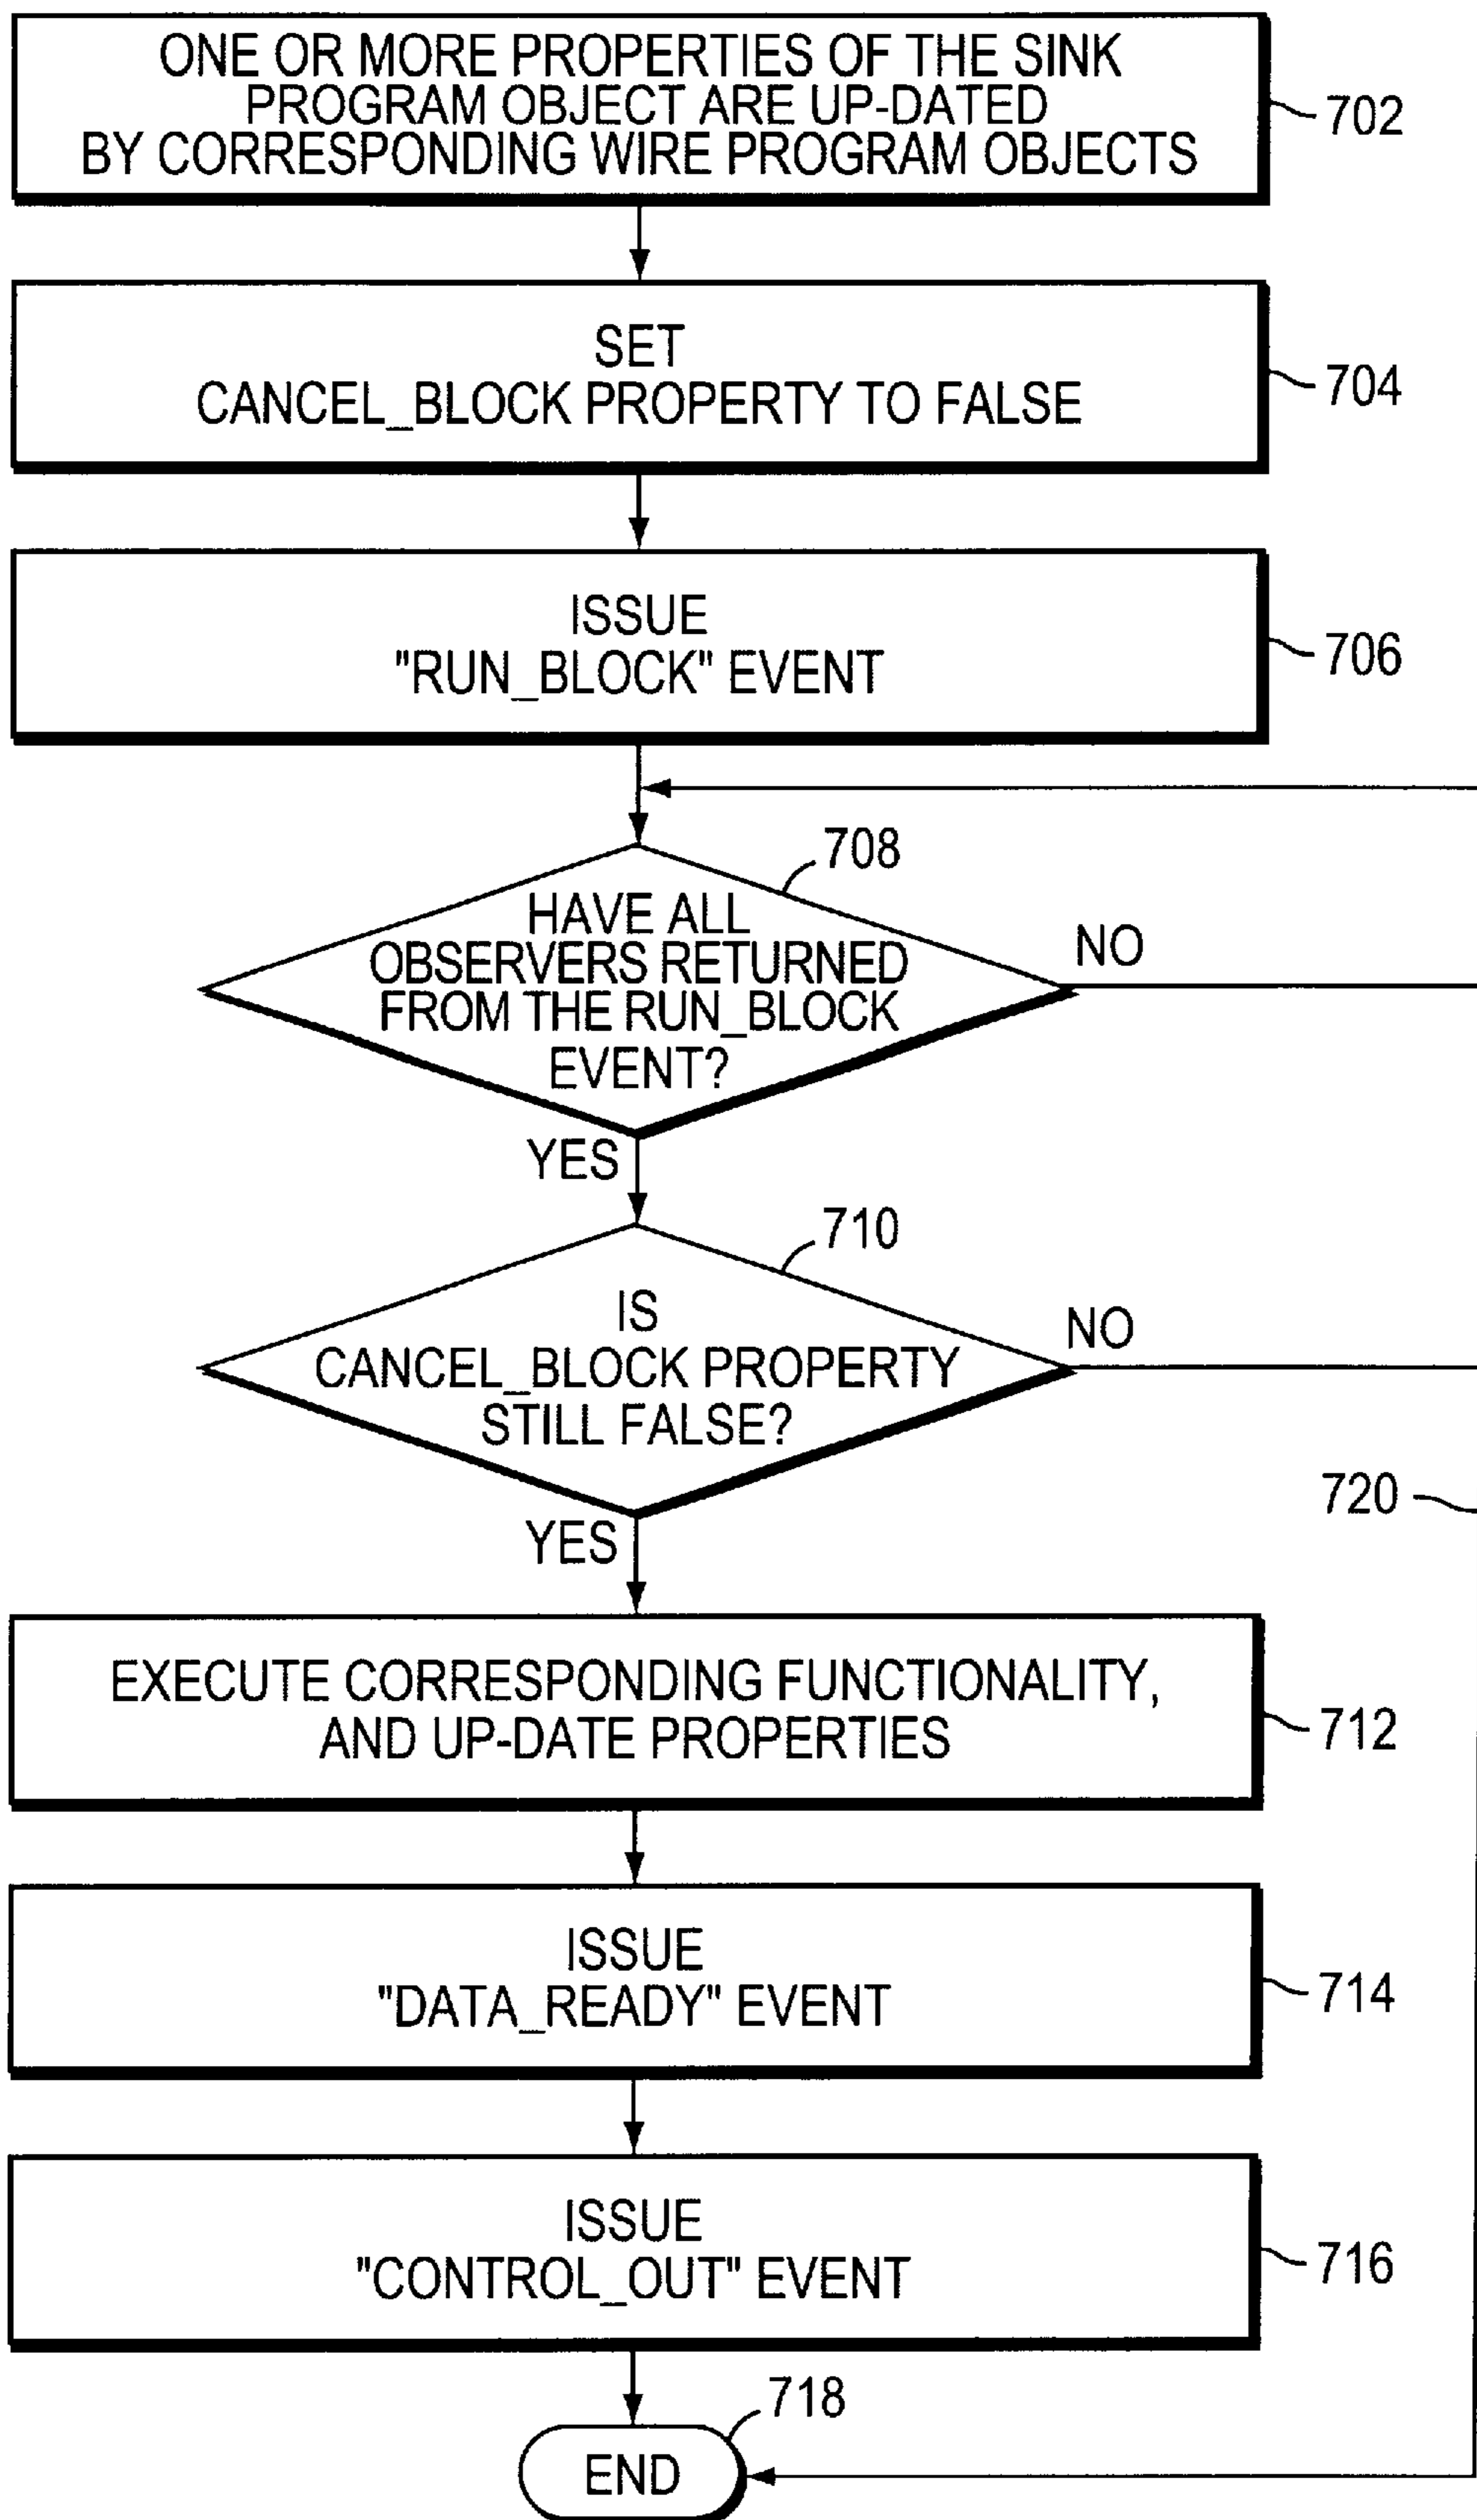 ONE OR MORE PROPERTIES OF THE SINK
PROGRAM OBJECT ARE UP-DATED
BY CORRESPONDING WIRE PROGRAM OBJECTS
702
SET
CANCEL_BLOCK PROPERTY TO FALSE
704
ISSUE
"RUN_BLOCK" EVENT
706
708
HAVE ALL
OBSERVERS RETURNED
FROM THE RUN_BLOCK
EVENT?
NO
YES
710
IS
CANCEL_BLOCK PROPERTY
STILL FALSE?
NO
720
YES
EXECUTE CORRESPONDING FUNCTIONALITY,
AND UP-DATE PROPERTIES
712
ISSUE
"DATA_READY" EVENT
714
ISSUE
"CONTROL_OUT" EVENT
716
718
END